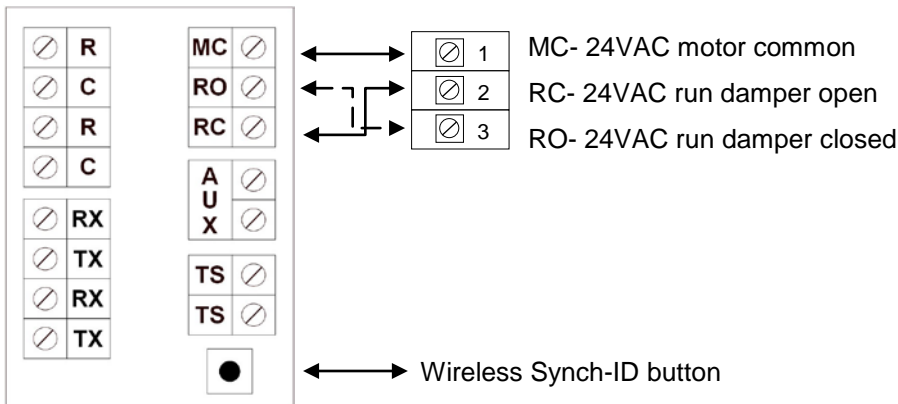 R MC 1 MC- 24VAC motor common
C RO 2 RC- 24VAC run damper open
R RC 3 RO- 24VAC run damper closed
C
AUX
RX
TX
RX TS
TX TS
Wireless Synch-ID button